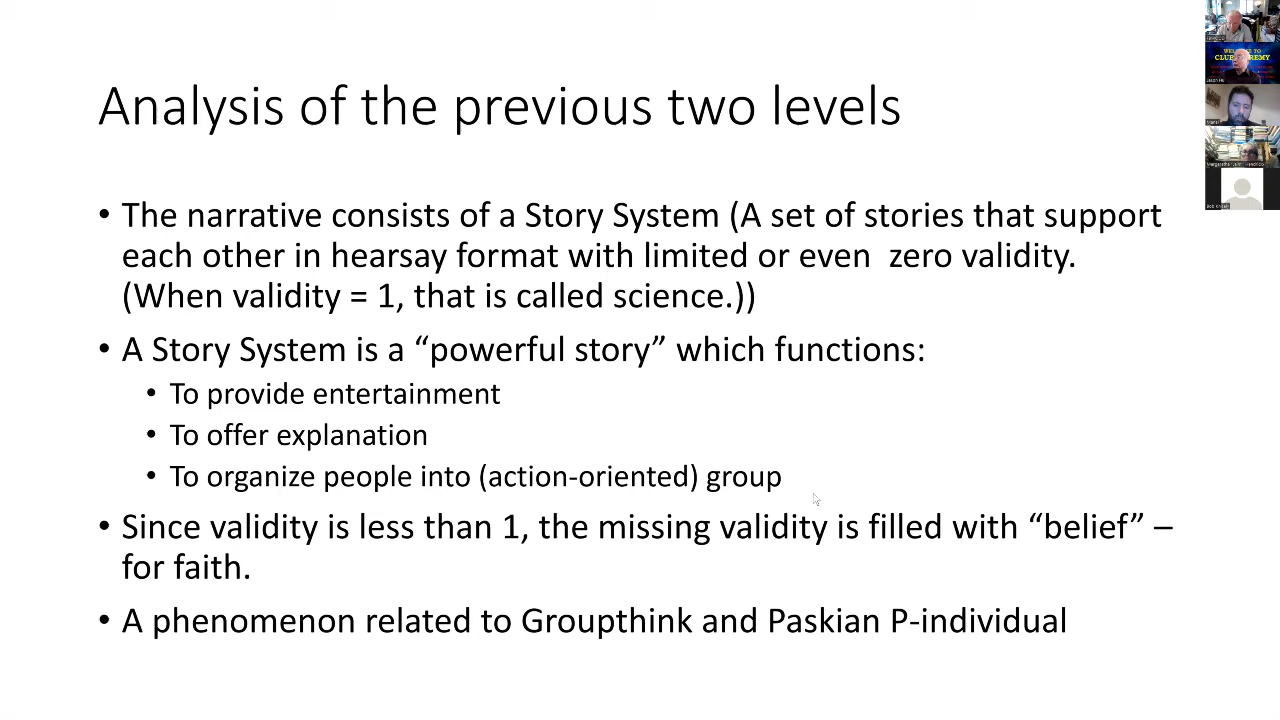 Analysis of the previous two levels
• The narrative consists of a Story System (A set of stories that support
each other in hearsay format with limited or even  zero validity.
(When validity = 1, that is called science.))
• A Story System is a “powerful story” which functions:
• To provide entertainment
• To offer explanation
• To organize people into (action-oriented) group
• Since validity is less than 1, the missing validity is filled with “belief” –
for faith.
• A phenomenon related to Groupthink and Paskian P-individual